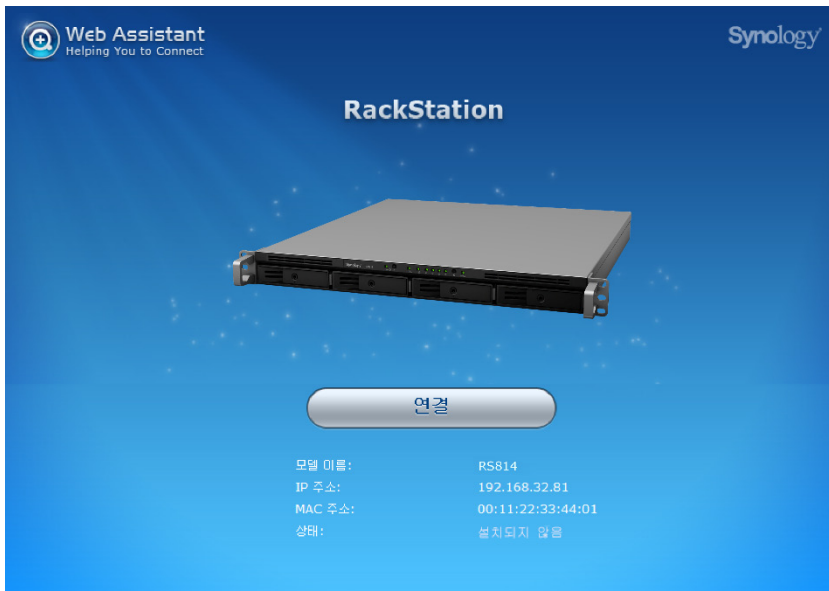 Web Assistant
Helping You to Connect
Synology
RackStation
연결
모델 이름: RS814
IP 주소: 192.168.32.81
MAC 주소: 00:11:22:33:44:01
상태: 설치되지 않음